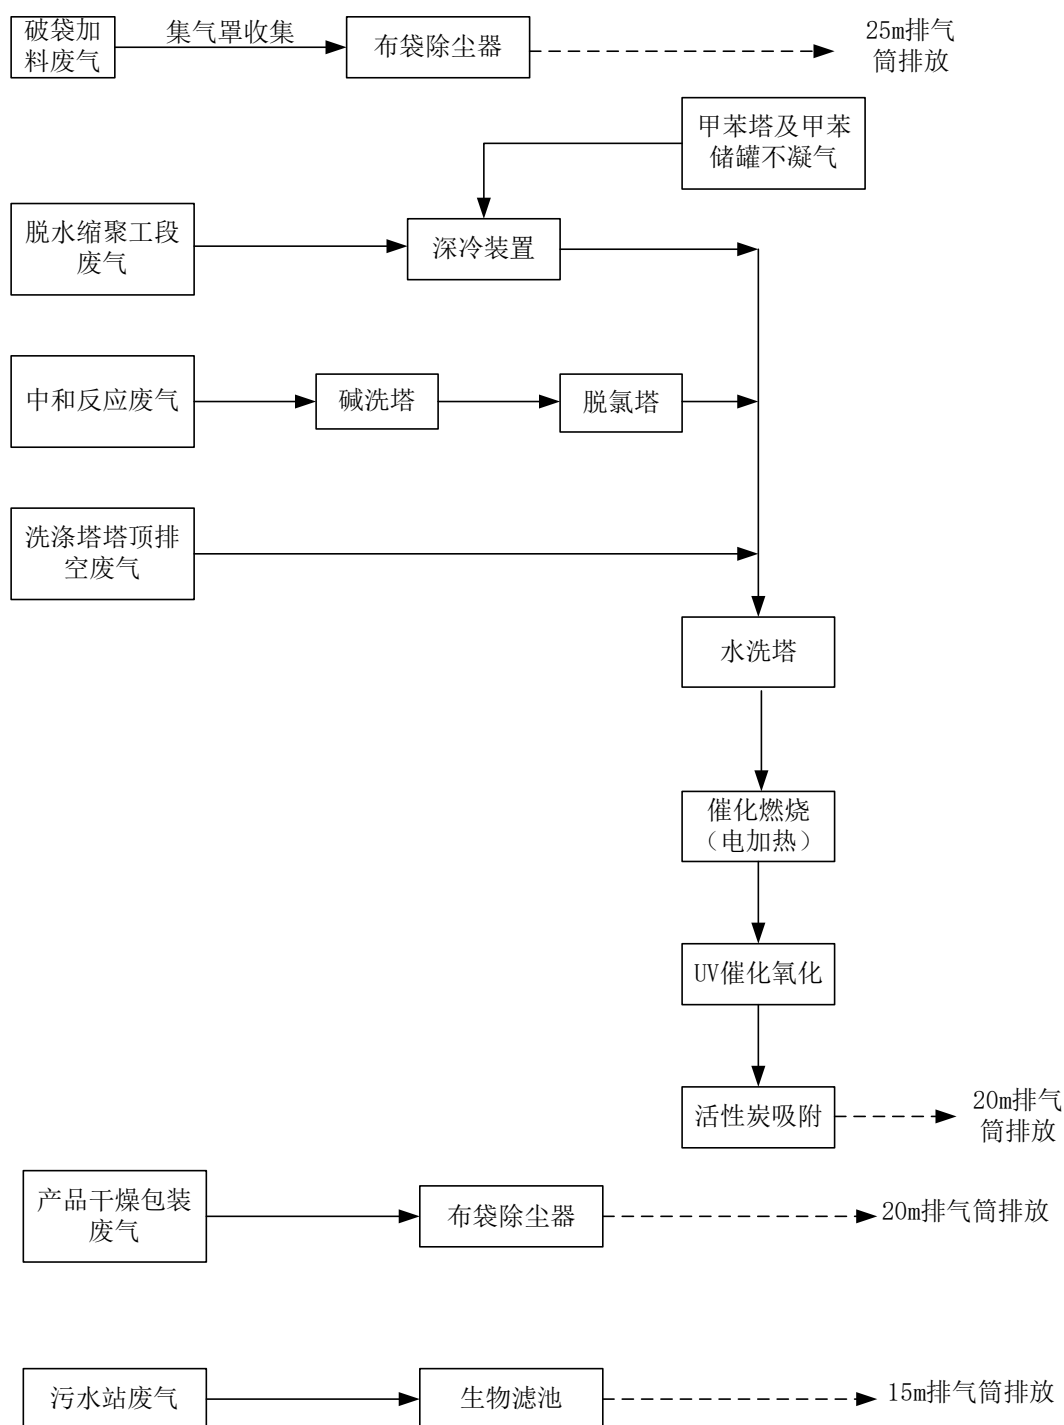 破袋加
料废气
集气罩收集
布袋除尘器
25m排气
筒排放
甲苯塔及甲苯
储罐不凝气
脱水缩聚工段
废气
深冷装置
中和反应废气
碱洗塔
脱氯塔
洗涤塔塔顶排
空废气
水洗塔
催化燃烧
（电加热）
UV催化氧化
活性炭吸附
20m排气
筒排放
产品干燥包装
废气
布袋除尘器
20m排气筒排放
污水站废气
生物滤池
15m排气筒排放